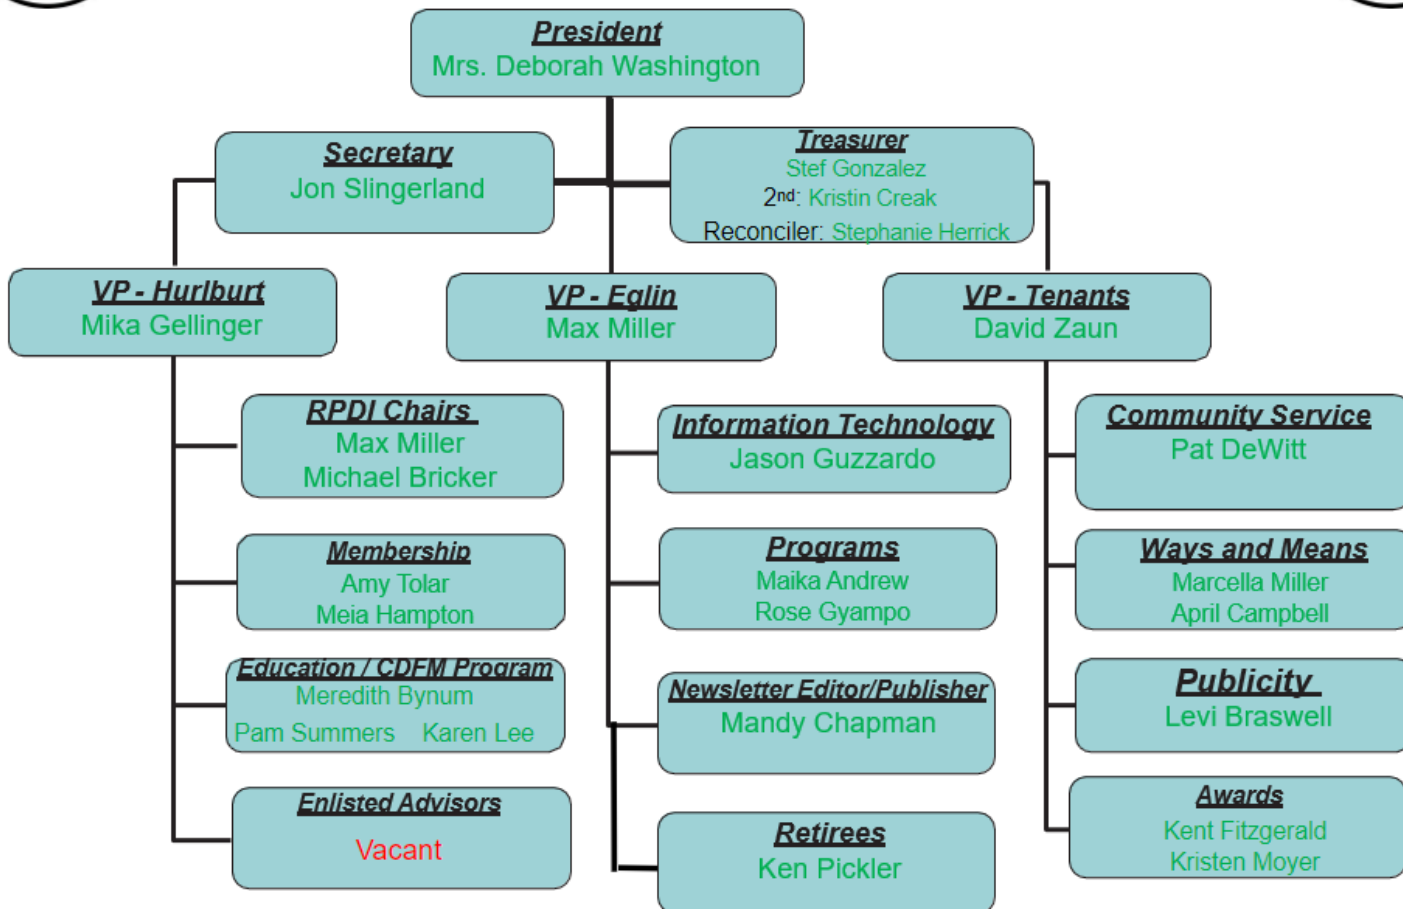 President
Mrs. Deborah Washington
Secretary
Jon Slingerland
Treasurer
Stef Gonzalez
2nd: Kristin Creak
Reconciler: Stephanie Herrick
VP - Hurlburt
Mika Gellinger
VP - Eglin
Max Miller
VP - Tenants
David Zaun
RPDI Chairs
Max Miller
Michael Bricker
Membership
Amy Tolar
Meia Hampton
Education / CDFM Program
Meredith Bynum
Pam Summers Karen Lee
Enlisted Advisors
Vacant
Information Technology
Jason Guzzardo
Programs
Maika Andrew
Rose Gyampo
Newsletter Editor/Publisher
Mandy Chapman
Retirees
Ken Pickler
Community Service
Pat DeWitt
Ways and Means
Marcella Miller
April Campbell
Publicity
Levi Braswell
Awards
Kent Fitzgerald
Kristen Moyer